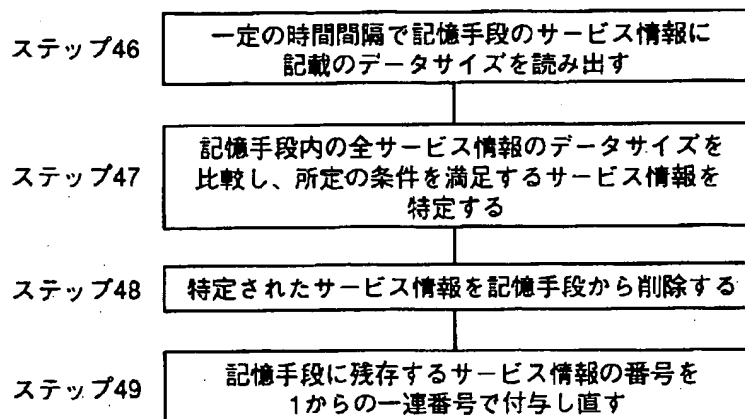 ステップ46
一定の時間間隔で記憶手段のサービス情報に
記載のデータサイズを読み出す
ステップ47
記憶手段内の全サービス情報のデータサイズを
比較し、所定の条件を満足するサービス情報を
特定する
ステップ48
特定されたサービス情報を記憶手段から削除する
ステップ49
記憶手段に残存するサービス情報の番号を
1からの一連番号で付与し直す